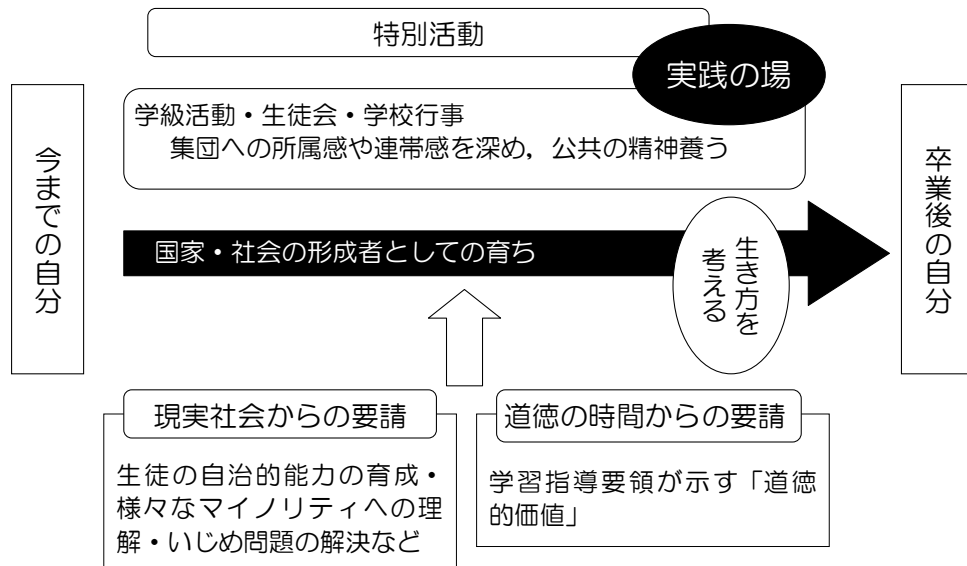 特別活動
実践の場
学級活動・生徒会・学校行事
集団への所属感や連帯感を深め，公共の精神養う
今までの自分
国家・社会の形成者としての育ち
生き方を
考える
卒業後の自分
現実社会からの要請
生徒の自治的能力の育成・
様々なマイノリティへの理
解・いじめ問題の解決など
道徳の時間からの要請
学習指導要領が示す「道徳
的価値」